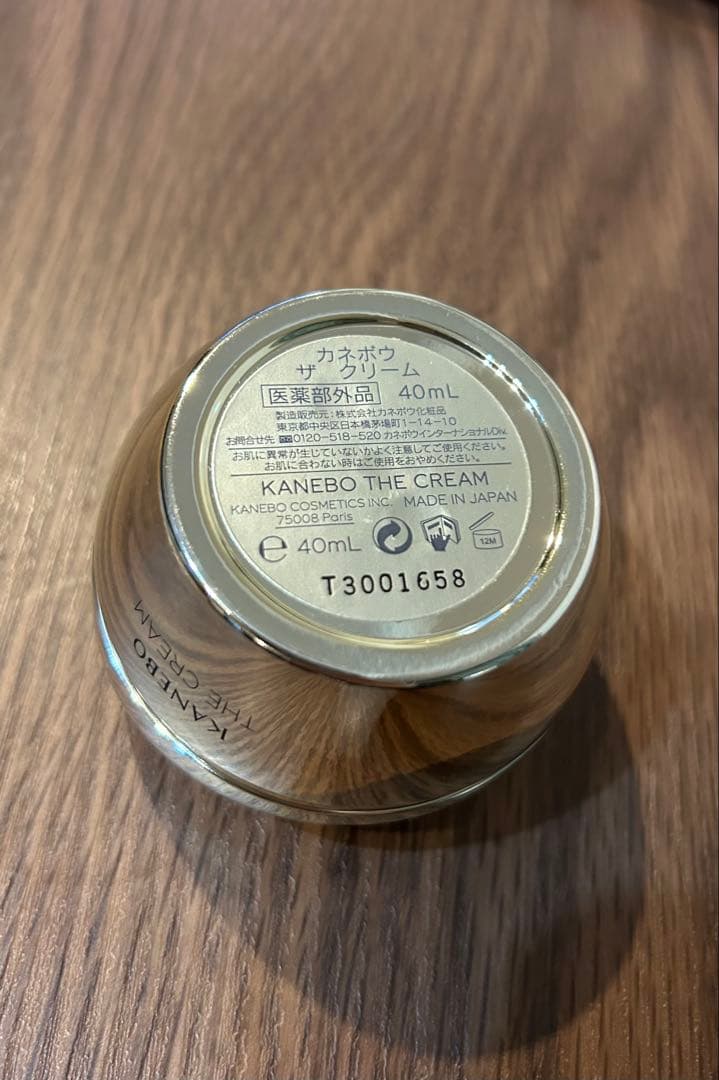 カネボウ
ザ クリーム
医薬部外品 40mL
製造販売元:株式会社カネボウ化粧品
東京都中央区日本橋茅場町1-14-10
お問合せ先 0120-518-520 カネボウインターナショナルDiv.
お肌に異常が生じていないかよく注意してご使用ください。
お肌に合わない時はご使用をおやめください。
KANEBO THE CREAM
KANEBO COSMETICS INC. MADE IN JAPAN
75008 Paris
e 40mL 12M
T3001658
KANEBO
THE CREAM